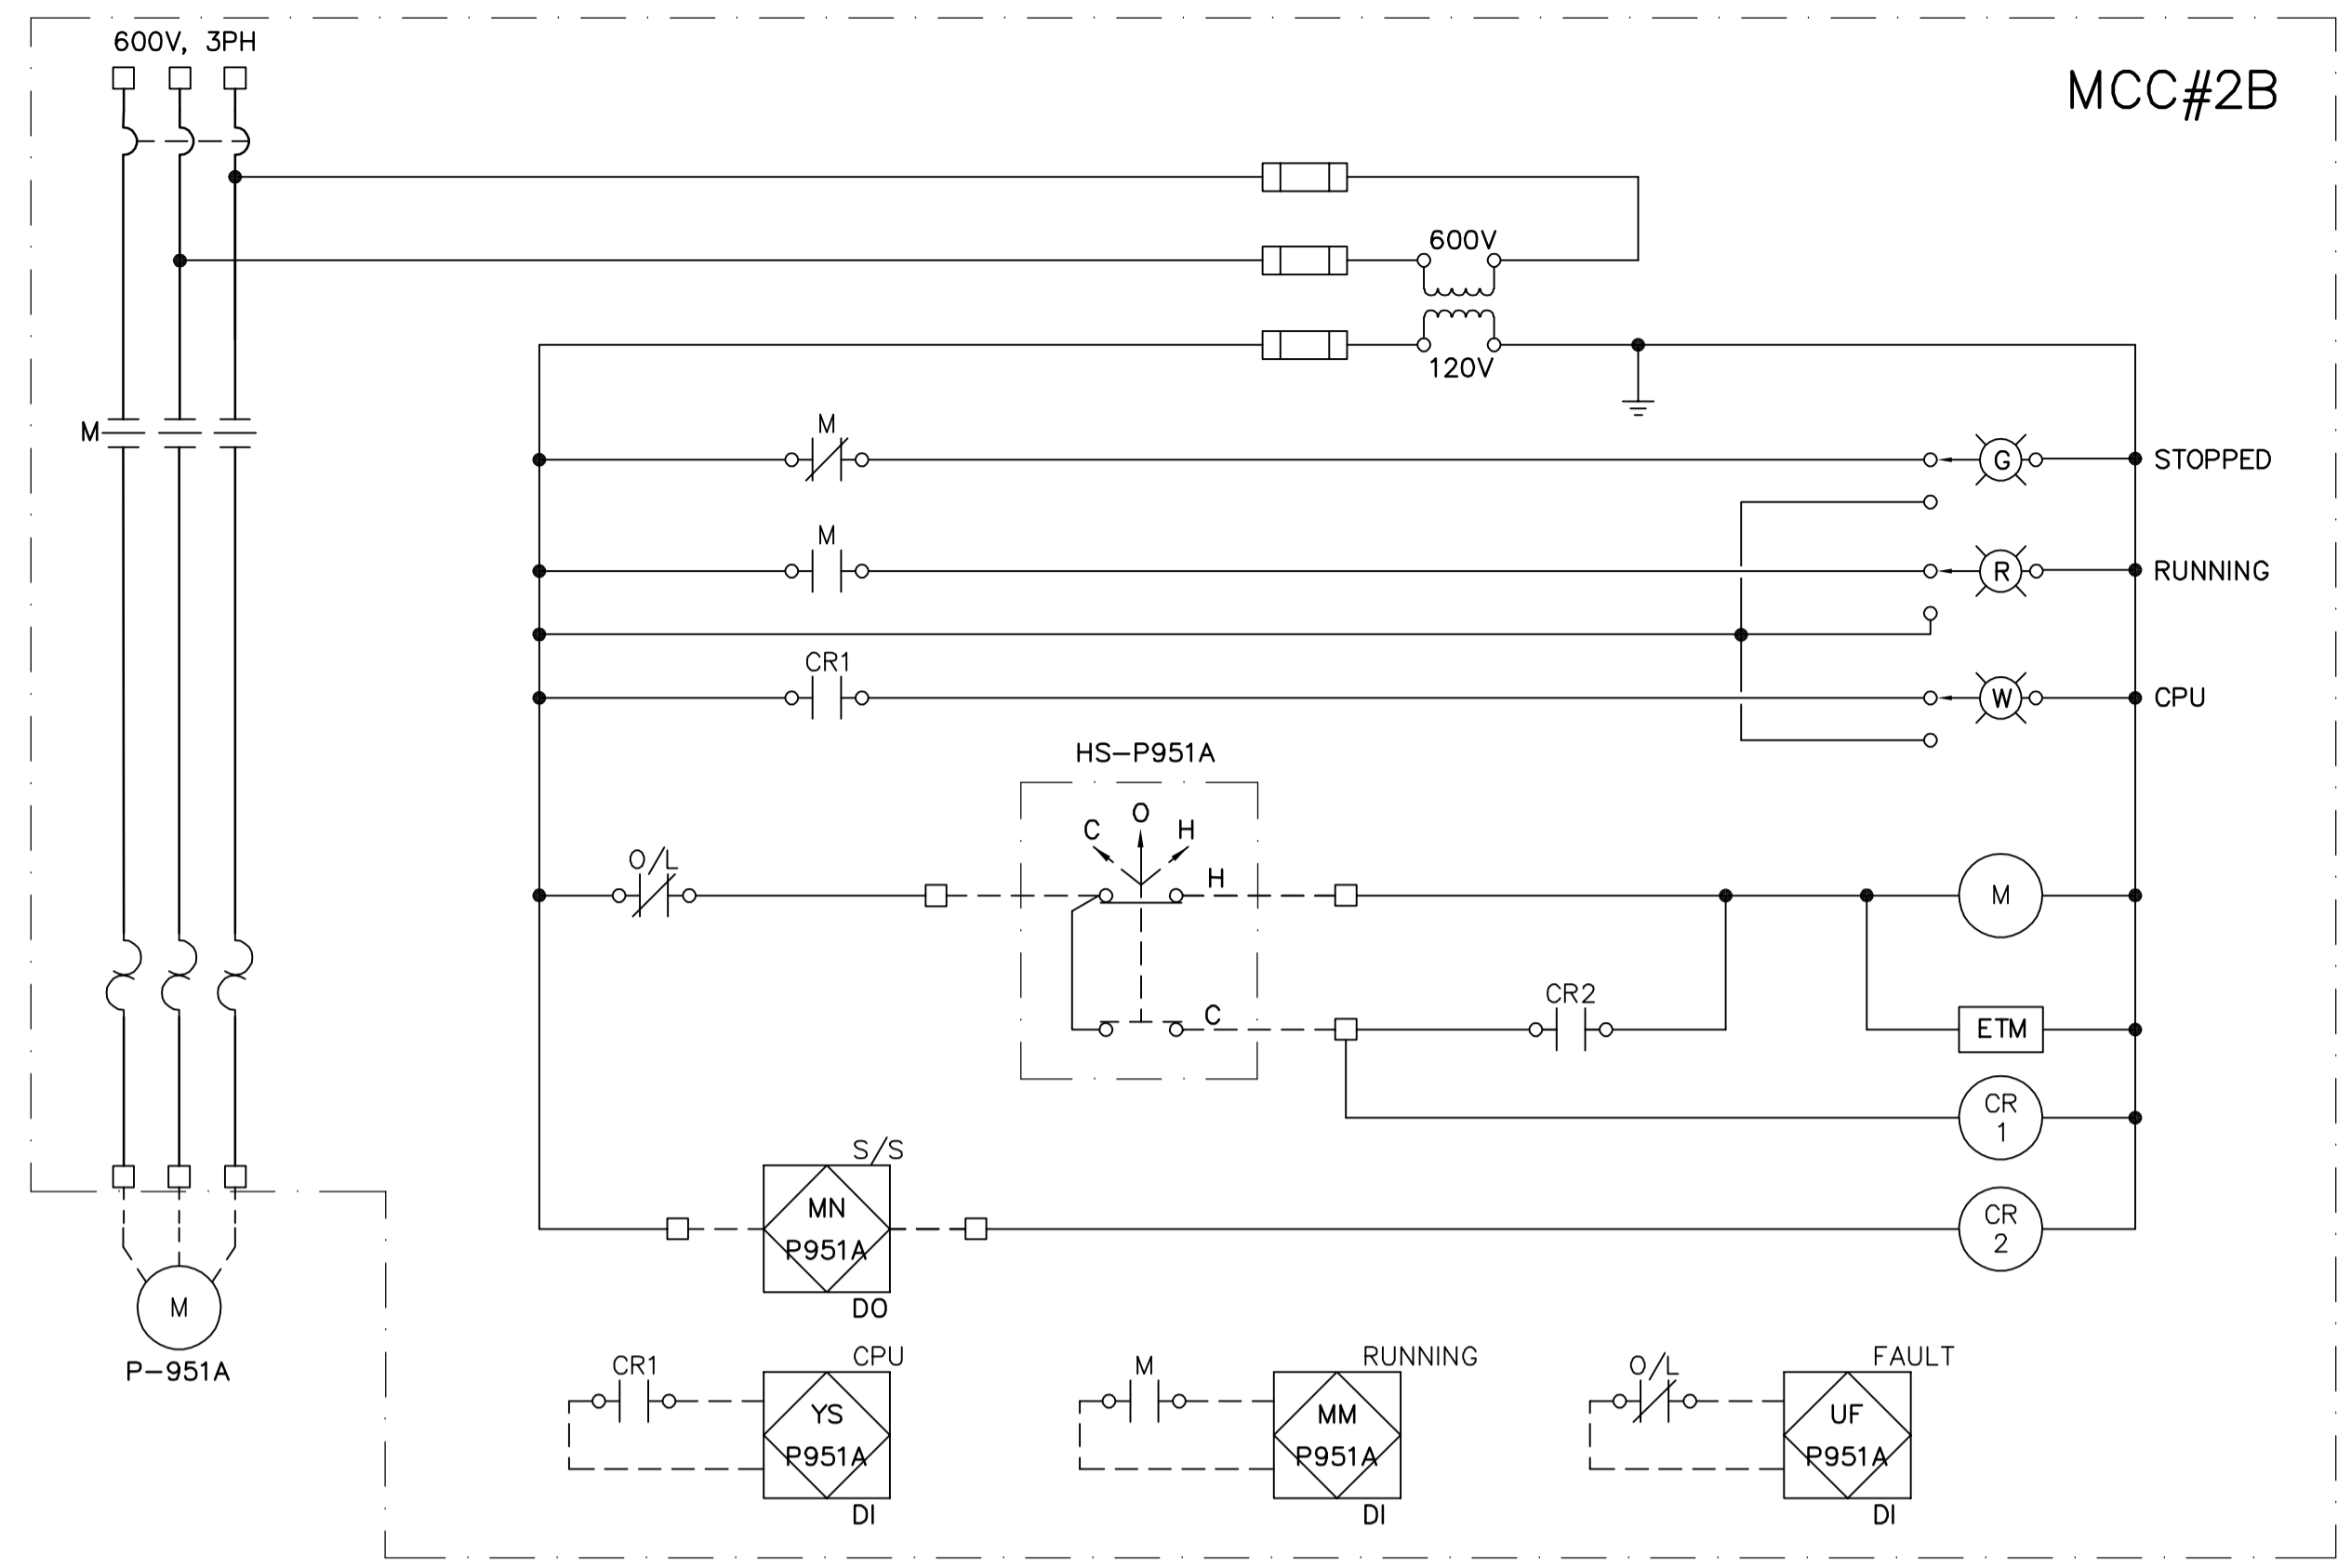 600V, 3PH
MCC#2B
600V
120V
M
M
G
STOPPED
M
R
RUNNING
CR1
W
CPU
HS-P951A
C
O
H
O/L
H
M
C
CR2
ETM
CR
1
S/S
MN
P951A
DO
CR
2
M
P-951A
CR1
CPU
YS
P951A
DI
M
RUNNING
MM
P951A
DI
O/L
FAULT
UF
P951A
DI